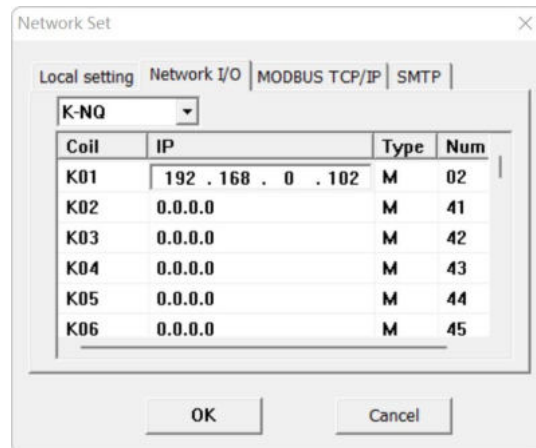 Network Set
Local setting Network I/O MODBUS TCP/IP SMTP
K-NQ
Coil IP Type Num
K01 192 . 168 . 0 . 102 M 02
K02 0.0.0.0 M 41
K03 0.0.0.0 M 42
K04 0.0.0.0 M 43
K05 0.0.0.0 M 44
K06 0.0.0.0 M 45
OK Cancel